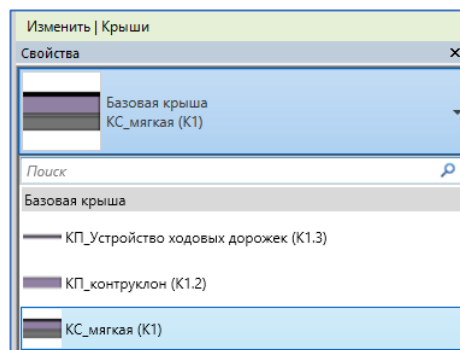 Изменить | Крыши
Свойства
Базовая крыша
КС_мягкая (К1)
Поиск
Базовая крыша
КП_Устройство ходовых дорожек (К1.3)
КП_контруклон (К1.2)
КС_мягкая (К1)